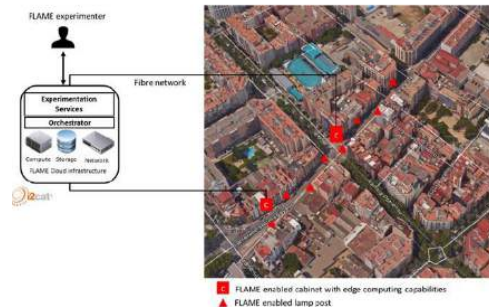 FLAME experimenter
Fibre network
Experimentation
Services
Orchestrator
Compute Storage Network
FLAME Cloud infrastructure
i2cat
C
C
C FLAME enabled cabinet with edge computing capabilities
FLAME enabled lamp post